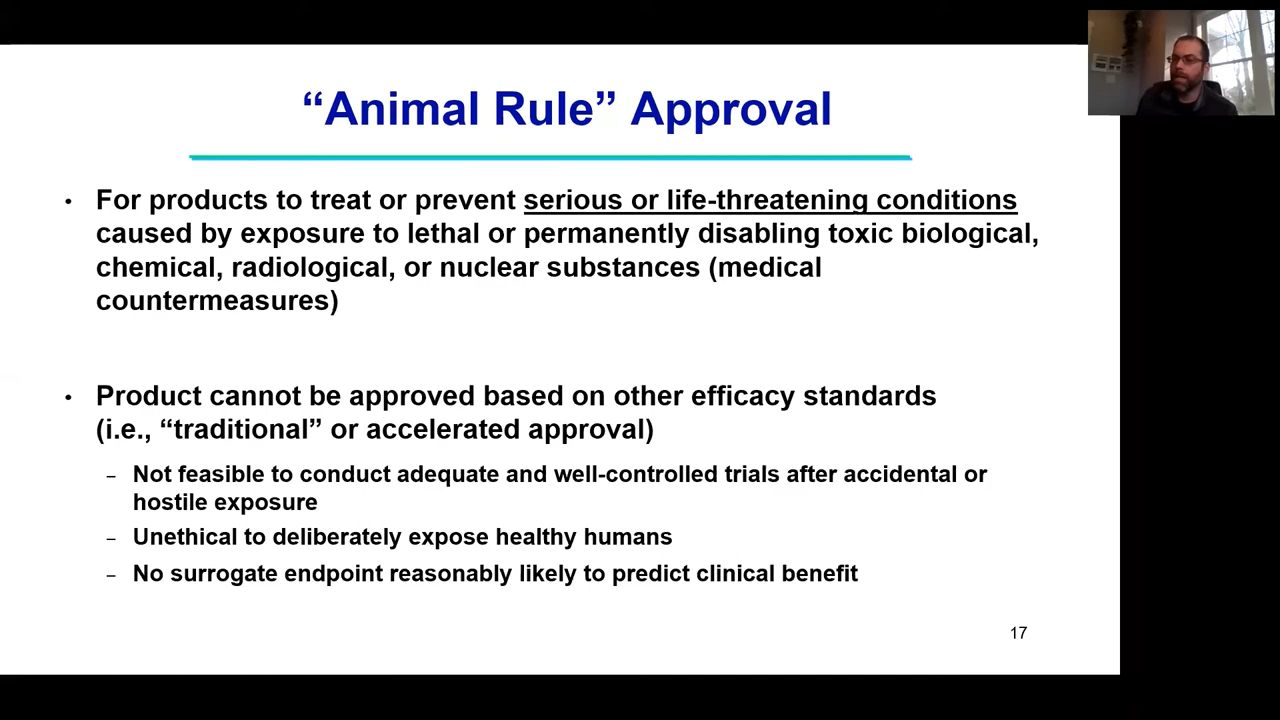 “Animal Rule” Approval
• For products to treat or prevent serious or life-threatening conditions
caused by exposure to lethal or permanently disabling toxic biological,
chemical, radiological, or nuclear substances (medical
countermeasures)
• Product cannot be approved based on other efficacy standards
(i.e., “traditional” or accelerated approval)
– Not feasible to conduct adequate and well-controlled trials after accidental or
hostile exposure
– Unethical to deliberately expose healthy humans
– No surrogate endpoint reasonably likely to predict clinical benefit
17